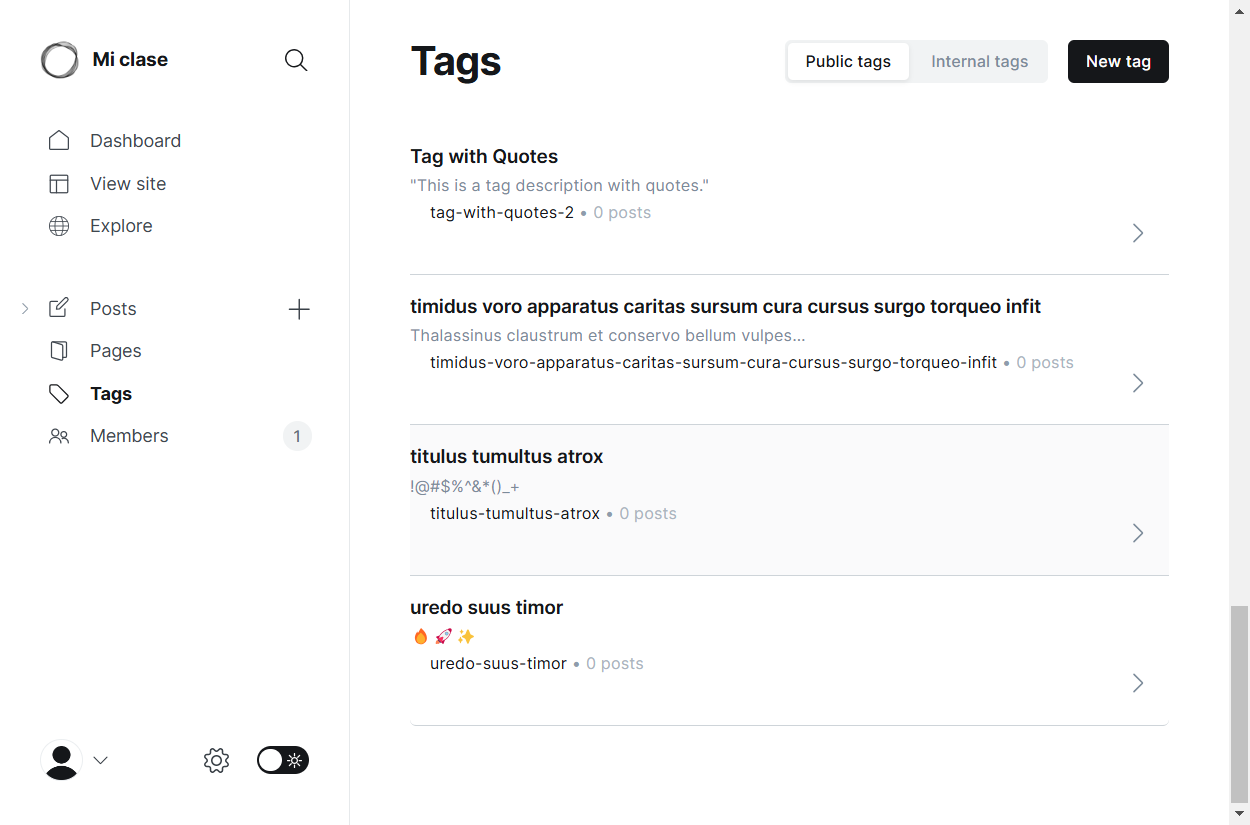 Mi clase
Dashboard
View site
Explore
Posts
Pages
Tags
Members
1
Tags
Public tags
Internal tags
New tag
Tag with Quotes
"This is a tag description with quotes."
tag-with-quotes-2 • 0 posts
timidus voro apparatus caritas sursum cura cursus surgo torqueo infit
Thalassinus claustrum et conservo bellum vulpes...
timidus-voro-apparatus-caritas-sursum-cura-cursus-surgo-torqueo-infit • 0 posts
titulus tumultus atrox
!@#$%^&*()_+
titulus-tumultus-atrox • 0 posts
uredo suus timor
🔥 🚀 ✨
uredo-suus-timor • 0 posts